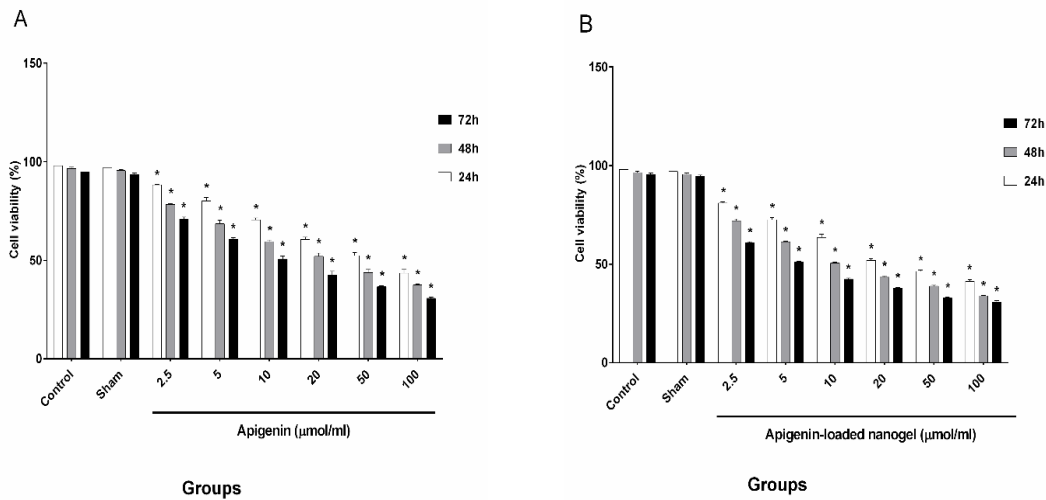 A
150
100
50
0
Cell viability (%)
72h
48h
24h
* * * * * * * * * * * * * * * * * *
Control Sham 2.5 5 10 20 50 100
Apigenin (μmol/ml)
Groups
B
150
100
50
0
Cell viability (%)
72h
48h
24h
* * * * * * * * * * * * * * * * * *
Control Sham 2.5 5 10 20 50 100
Apigenin-loaded nanogel (μmol/ml)
Groups